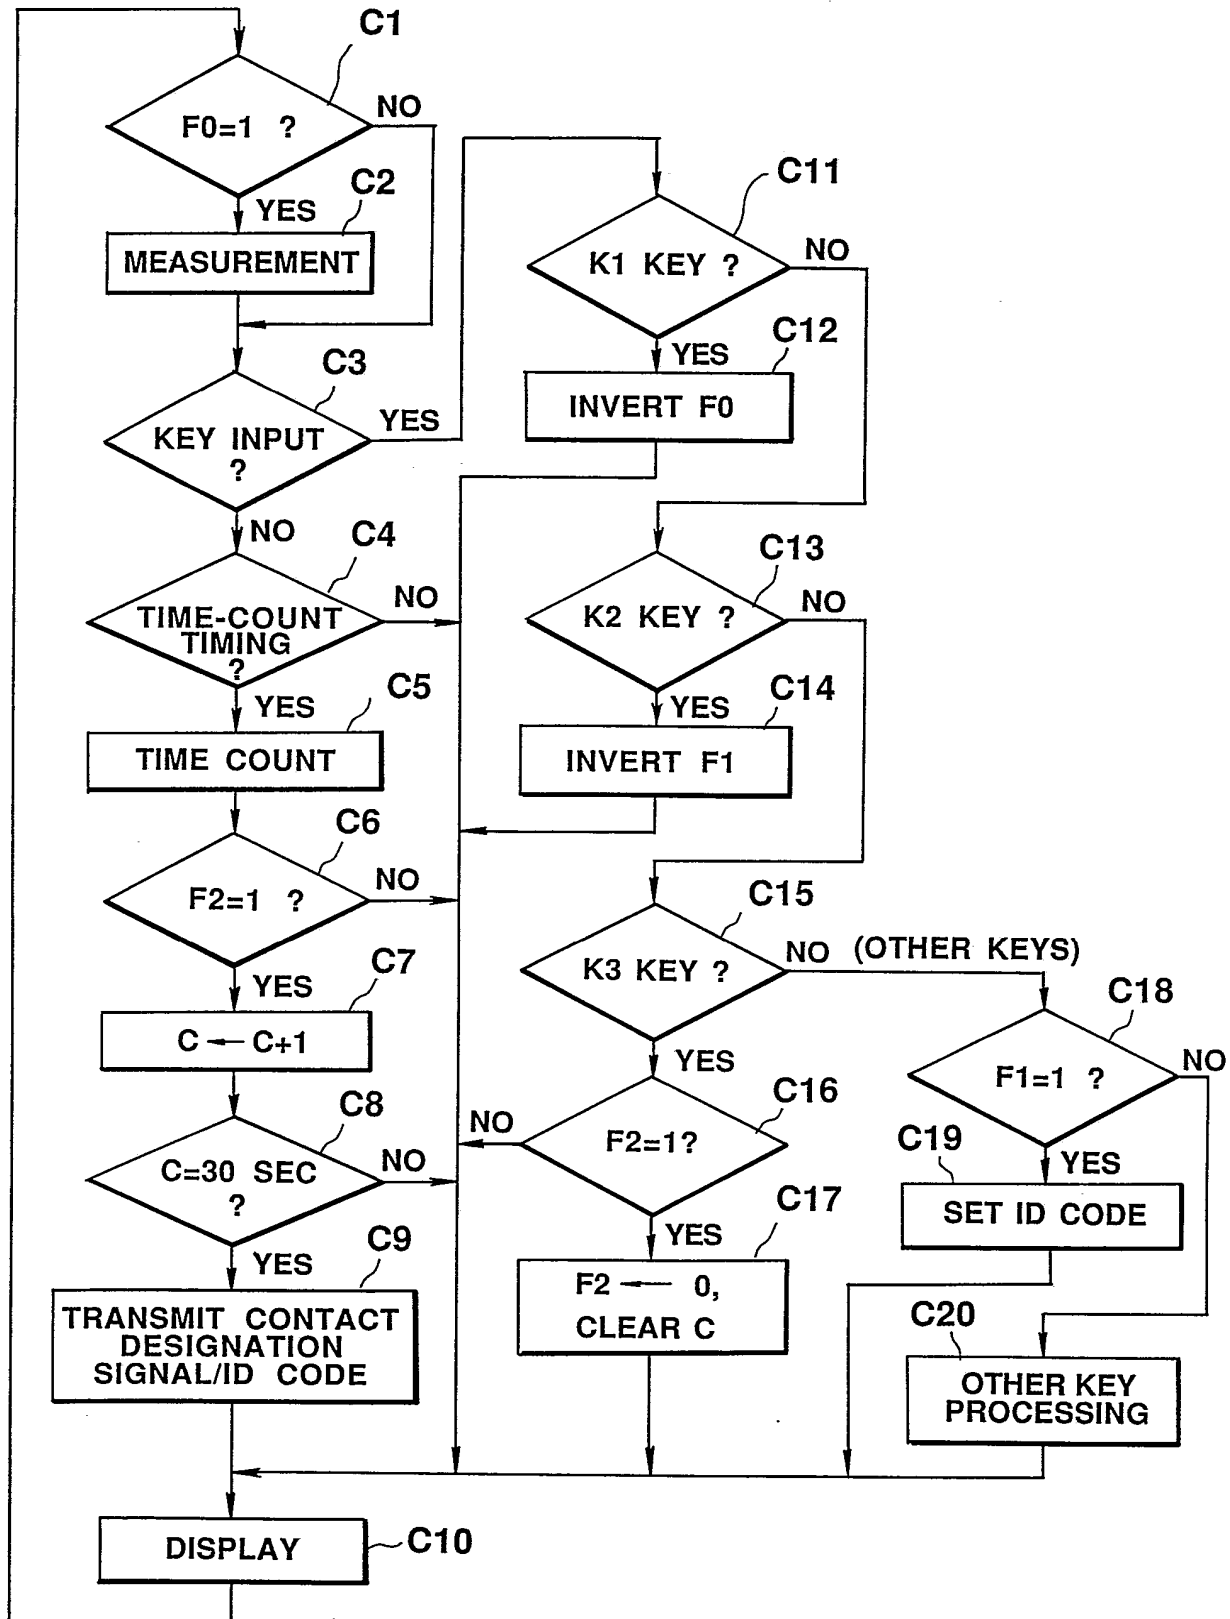 C1
F0=1 ?
NO
YES
C2
MEASUREMENT
C3
KEY INPUT
?
YES
NO
C4
TIME-COUNT
TIMING
?
NO
YES
C5
TIME COUNT
C6
F2=1 ?
NO
YES
C7
C ← C+1
C8
C=30 SEC
?
NO
YES
C9
TRANSMIT CONTACT
DESIGNATION
SIGNAL/ID CODE
DISPLAY
C10
C11
K1 KEY ?
NO
YES
C12
INVERT F0
C13
K2 KEY ?
NO
YES
C14
INVERT F1
C15
K3 KEY ?
NO (OTHER KEYS)
YES
C16
F2=1?
NO
YES
C17
F2 ← 0,
CLEAR C
C18
F1=1 ?
NO
YES
C19
SET ID CODE
C20
OTHER KEY
PROCESSING